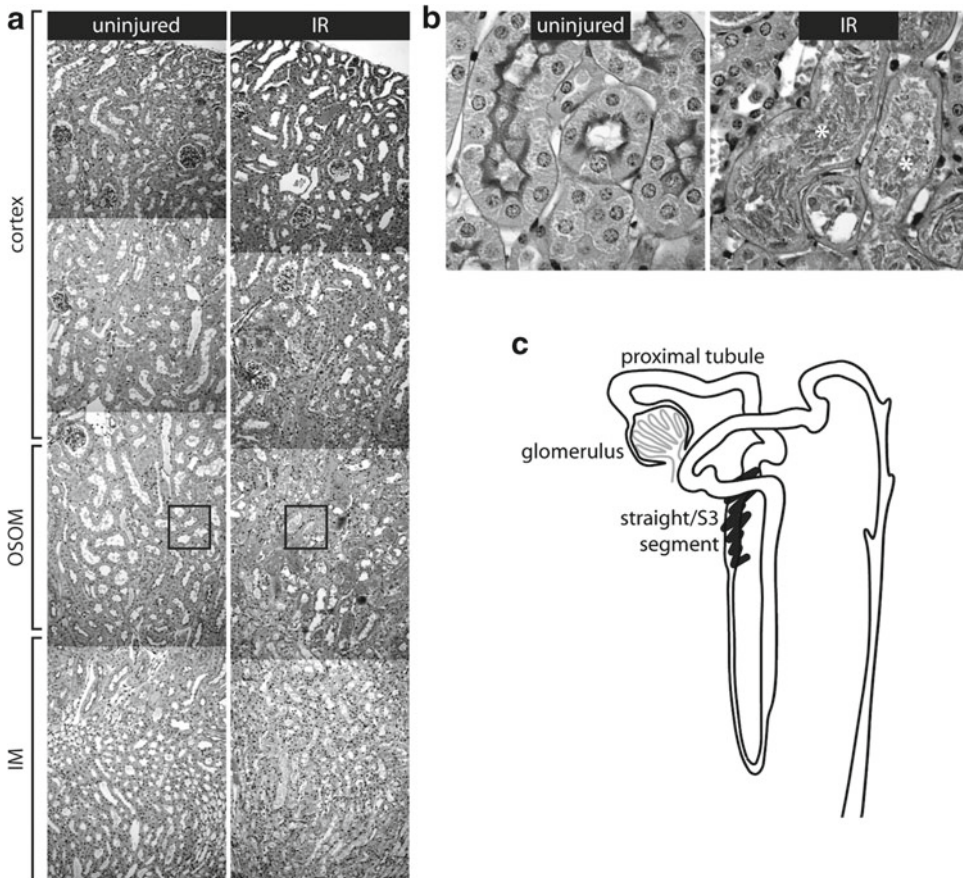 a
uninjured
IR
cortex
OSOM
IM
b
uninjured
IR
*
*
c
proximal tubule
glomerulus
straight/S3
segment